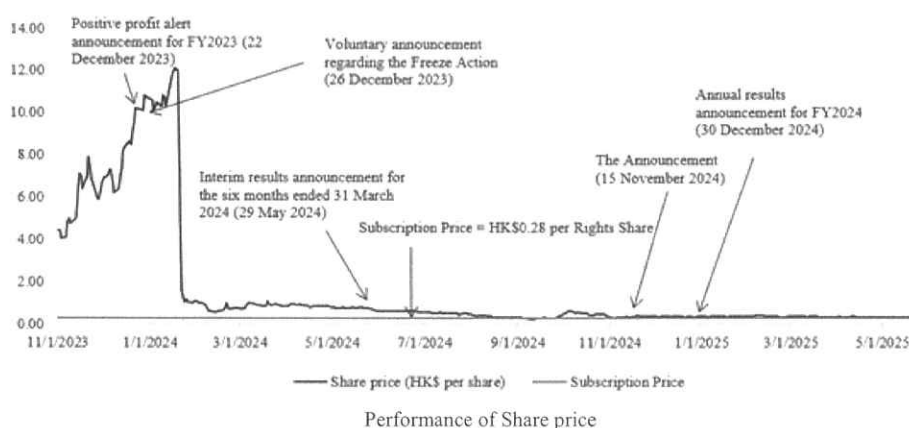 Positive profit alert
announcement for FY2023 (22
December 2023)
Voluntary announcement
regarding the Freeze Action
(26 December 2023)
Annual results
announcement for FY2024
(30 December 2024)
The Announcement
(15 November 2024)
Interim results announcement for
the six months ended 31 March
2024 (29 May 2024)
Subscription Price = HK$0.28 per Rights Share
14.00
12.00
10.00
8.00
6.00
4.00
2.00
0.00
11/1/2023 1/1/2024 3/1/2024 5/1/2024 7/1/2024 9/1/2024 11/1/2024 1/1/2025 3/1/2025 5/1/2025
Share price (HK$ per share) Subscription Price
Performance of Share price